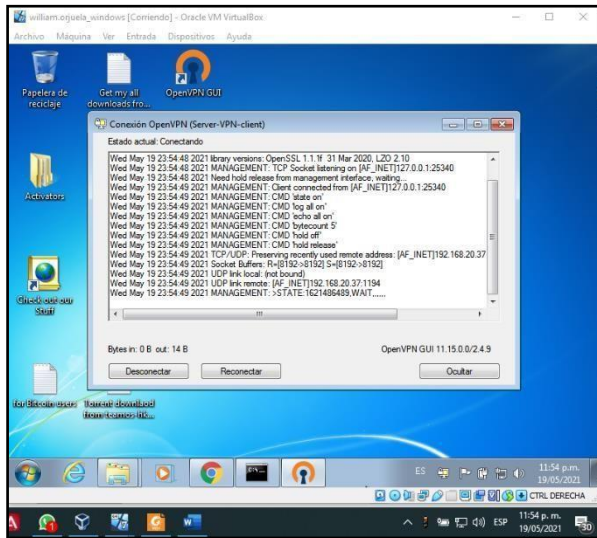 william.orjuela_windows [Corriendo] - Oracle VM VirtualBox
Archivo Máquina Ver Entrada Dispositivos Ayuda
Papelera de reciclaje
Get my all downloads fro...
OpenVPN GUI
Conexión OpenVPN (Server-VPN-client)
Estado actual: Conectando
Wed May 19 23:54:48 2021 library versions: OpenSSL 1.1.1f 31 Mar 2020, LZO 2.10
Wed May 19 23:54:48 2021 MANAGEMENT: TCP Socket listening on [AF_INET]127.0.0.1:25340
Wed May 19 23:54:48 2021 Need hold release from management interface, waiting...
Wed May 19 23:54:49 2021 MANAGEMENT: Client connected from [AF_INET]127.0.0.1:25340
Wed May 19 23:54:49 2021 MANAGEMENT: CMD 'state on'
Wed May 19 23:54:49 2021 MANAGEMENT: CMD 'log all on'
Wed May 19 23:54:49 2021 MANAGEMENT: CMD 'echo all on'
Wed May 19 23:54:49 2021 MANAGEMENT: CMD 'bytecount 5'
Wed May 19 23:54:49 2021 MANAGEMENT: CMD 'hold off'
Wed May 19 23:54:49 2021 MANAGEMENT: CMD 'hold release'
Wed May 19 23:54:49 2021 TCP/UDP: Preserving recently used remote address: [AF_INET]192.168.20.37
Wed May 19 23:54:49 2021 Socket Buffers: R=[8192->8192] S=[8192->8192]
Wed May 19 23:54:49 2021 UDP link local: (not bound)
Wed May 19 23:54:49 2021 UDP link remote: [AF_INET]192.168.20.37:1194
Wed May 19 23:54:49 2021 MANAGEMENT: >STATE:1621486489,WAIT,,,,,,
Bytes in: 0 B out: 14 B
OpenVPN GUI 11.15.0.0/2.4.9
Desconectar
Reconectar
Ocultar
Activators
Check out our Stuff
for Bitcoin users
Torrent download from teamos-hk...
ES
11:54 p.m.
19/05/2021
CTRL DERECHA
ESP
11:54 p. m.
19/05/2021
30